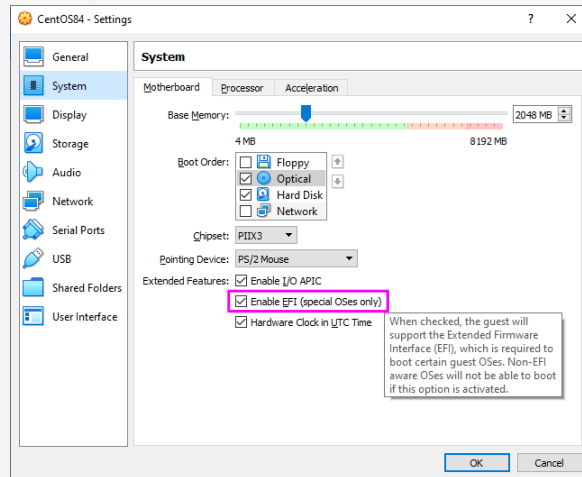 CentOS84 - Settings
? ×
General
System
Display
Storage
Audio
Network
Serial Ports
USB
Shared Folders
User Interface
System
Motherboard Processor Acceleration
Base Memory: 2048 MB
4 MB 8192 MB
Boot Order: Floppy
Optical
Hard Disk
Network
Chipset: PIIX3
Pointing Device: PS/2 Mouse
Extended Features: Enable I/O APIC
Enable EFI (special OSes only)
Hardware Clock in UTC Time
When checked, the guest will
support the Extended Firmware
Interface (EFI), which is required to
boot certain guest OSes. Non-EFI
aware OSes will not be able to boot
if this option is activated.
OK Cancel